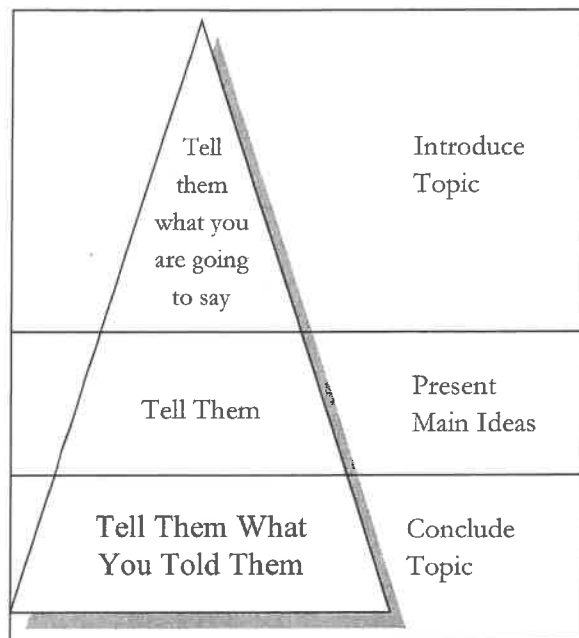 Tell
them
what you
are going
to say
Introduce
Topic
Tell Them
Present
Main Ideas
Tell Them What
You Told Them
Conclude
Topic